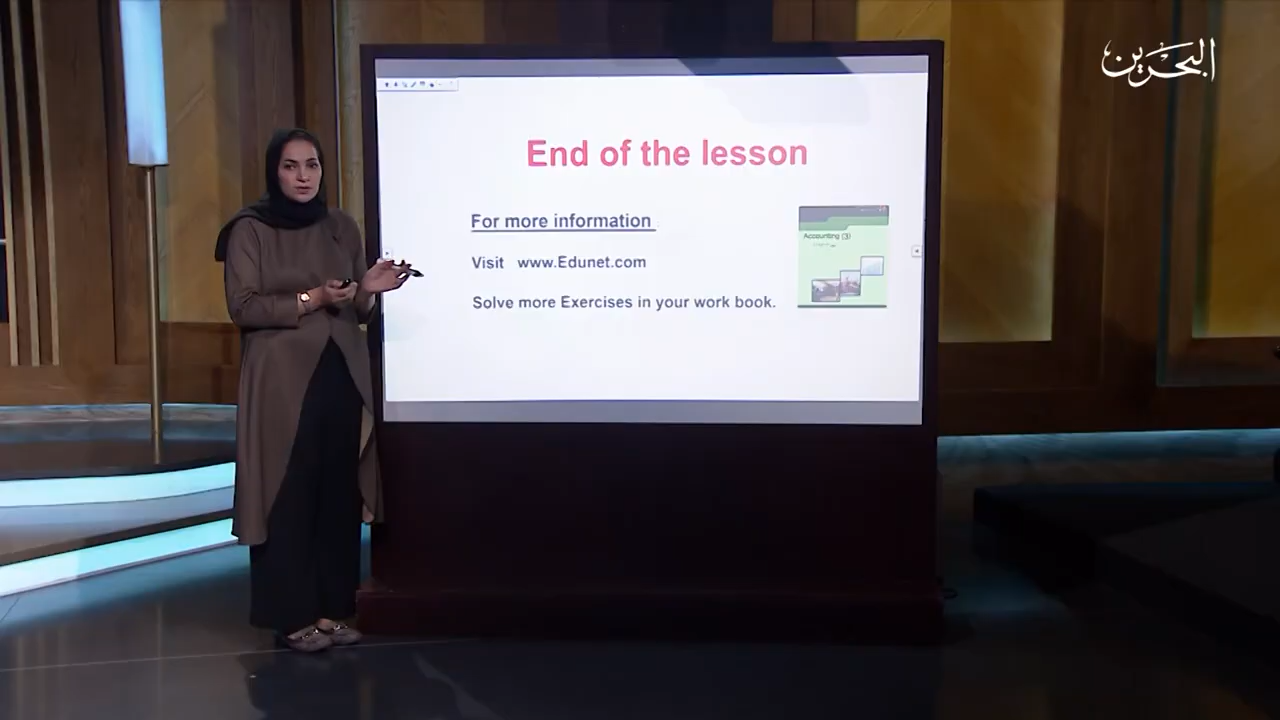 البحرين
End of the lesson
For more information
Visit www.Edunet.com
Solve more Exercises in your work book.
Accounting (3)